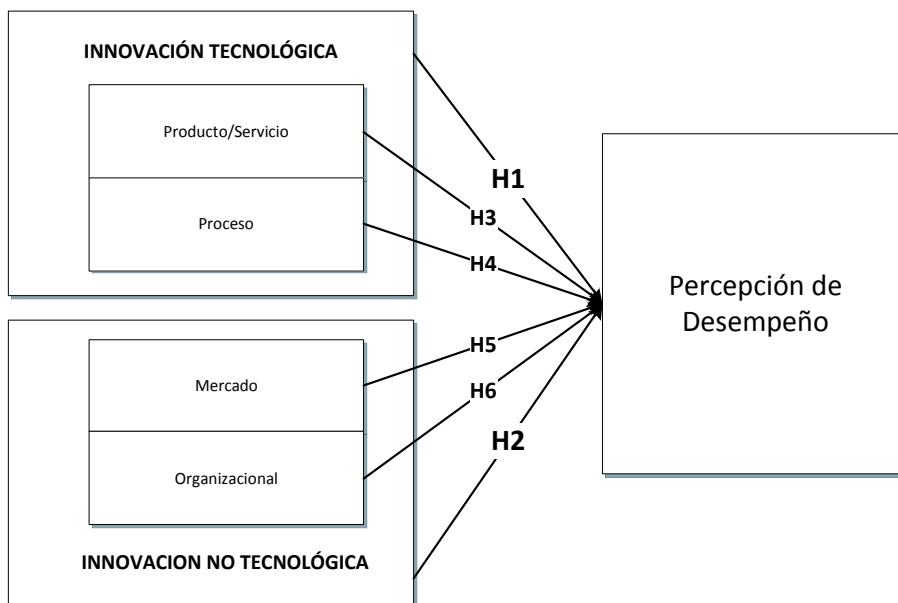 INNOVACIÓN TECNOLÓGICA
Producto/Servicio
Proceso
H1
H3
H4
Percepción de
Desempeño
H5
H6
H2
Mercado
Organizacional
INNOVACION NO TECNOLÓGICA